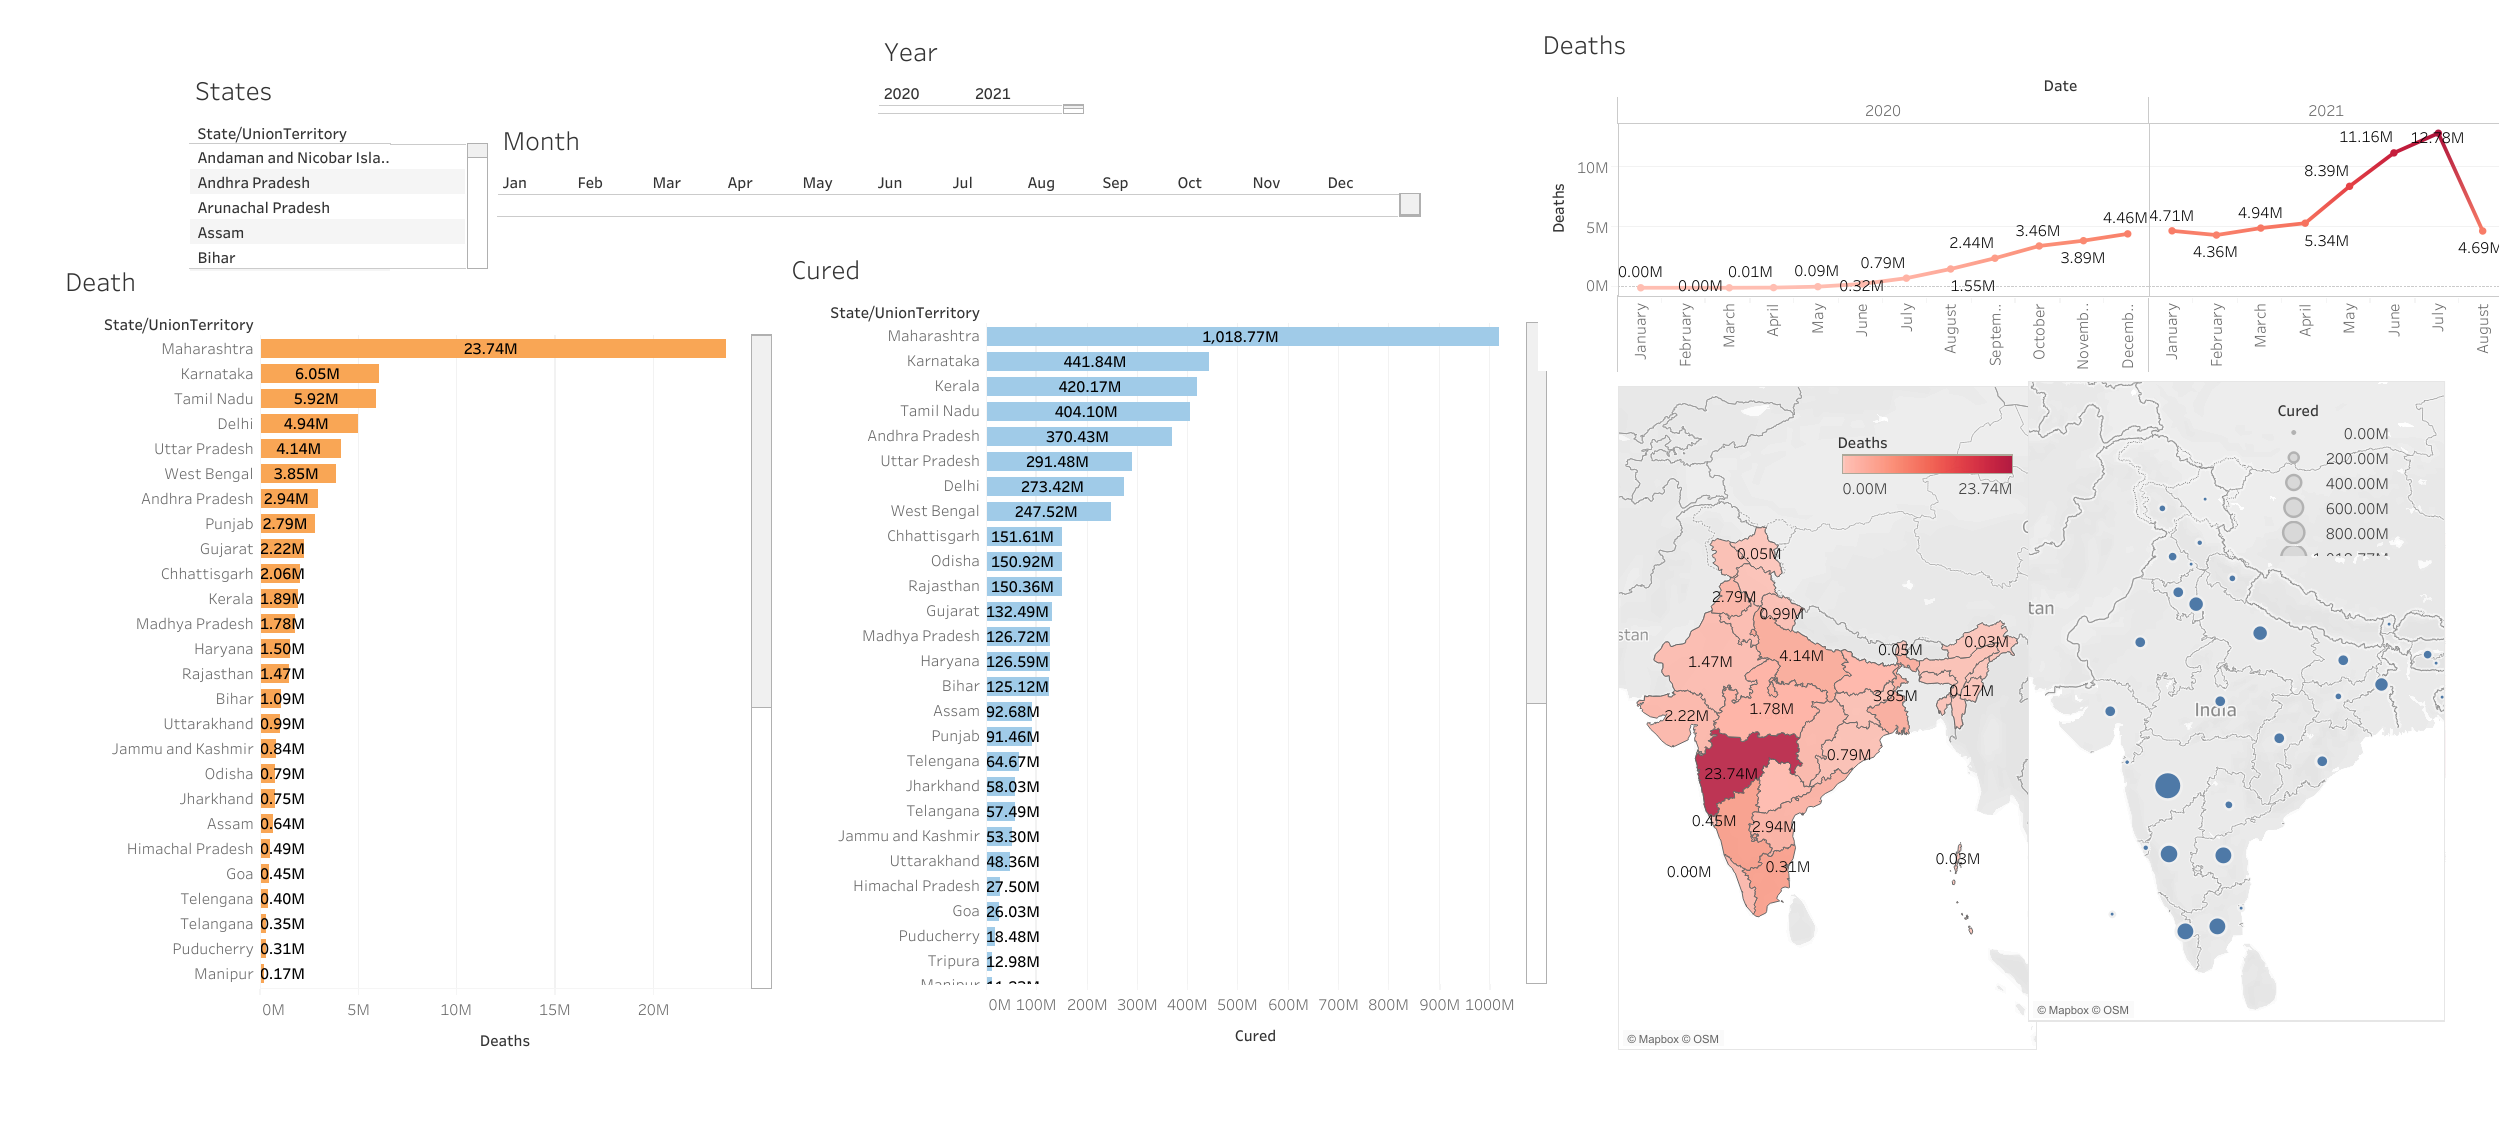 Year
2020 2021
States
State/UnionTerritory
Andaman and Nicobar Isla..
Andhra Pradesh
Arunachal Pradesh
Assam
Bihar
Month
Jan Feb Mar Apr May Jun Jul Aug Sep Oct Nov Dec
Death
State/UnionTerritory
Maharashtra 23.74M
Karnataka 6.05M
Tamil Nadu 5.92M
Delhi 4.94M
Uttar Pradesh 4.14M
West Bengal 3.85M
Andhra Pradesh 2.94M
Punjab 2.79M
Gujarat 2.22M
Chhattisgarh 2.06M
Kerala 1.89M
Madhya Pradesh 1.78M
Haryana 1.50M
Rajasthan 1.47M
Bihar 1.09M
Uttarakhand 0.99M
Jammu and Kashmir 0.84M
Odisha 0.79M
Jharkhand 0.75M
Assam 0.64M
Himachal Pradesh 0.49M
Goa 0.45M
Telengana 0.40M
Telangana 0.35M
Puducherry 0.31M
Manipur 0.17M
0M 5M 10M 15M 20M
Deaths
Cured
State/UnionTerritory
Maharashtra 1,018.77M
Karnataka 441.84M
Kerala 420.17M
Tamil Nadu 404.10M
Andhra Pradesh 370.43M
Uttar Pradesh 291.48M
Delhi 273.42M
West Bengal 247.52M
Chhattisgarh 151.61M
Odisha 150.92M
Rajasthan 150.36M
Gujarat 132.49M
Madhya Pradesh 126.72M
Haryana 126.59M
Bihar 125.12M
Assam 92.68M
Punjab 91.46M
Telengana 64.67M
Jharkhand 58.03M
Telangana 57.49M
Jammu and Kashmir 53.30M
Uttarakhand 48.36M
Himachal Pradesh 27.50M
Goa 26.03M
Puducherry 18.48M
Tripura 12.98M
Manipur
0M 100M 200M 300M 400M 500M 600M 700M 800M 900M 1000M
Cured
Deaths
Date
2020 2021
Deaths
10M
5M
0M
0.00M
0.00M
0.01M
0.09M
0.32M
0.79M
1.55M
2.44M
3.46M
3.89M
4.46M
4.71M
4.36M
4.94M
5.34M
8.39M
11.16M
12.78M
4.69M
January
February
March
April
May
June
July
August
Septem..
October
Novemb..
Decemb..
January
February
March
April
May
June
July
August
Deaths
0.00M 23.74M
stan
0.05M
2.79M
0.99M
0.05M
0.03M
1.47M
4.14M
3.85M
0.17M
2.22M
1.78M
0.79M
23.74M
0.45M
2.94M
0.03M
0.31M
0.00M
© Mapbox © OSM
Cured
0.00M
200.00M
400.00M
600.00M
800.00M
tan
India
© Mapbox © OSM